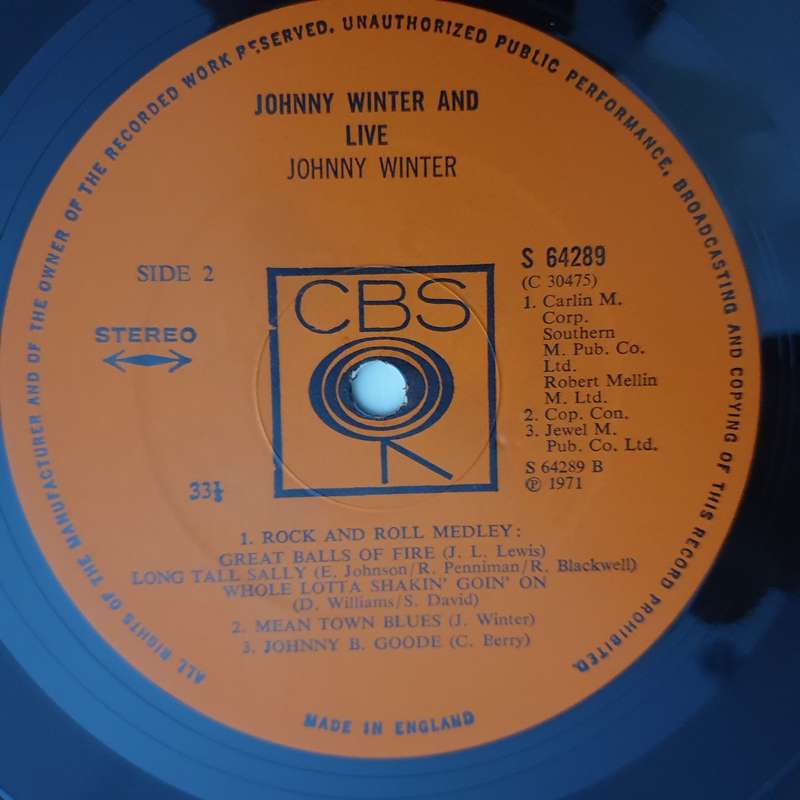 ALL RIGHTS OF THE MANUFACTURER AND OF THE OWNER OF THE RECORDED WORK RESERVED. UNAUTHORIZED PUBLIC PERFORMANCE, BROADCASTING AND COPYING OF THIS RECORD PROHIBITED.
JOHNNY WINTER AND
LIVE
JOHNNY WINTER
SIDE 2
STEREO
33⅓
CBS
S 64289
(C 30475)
1. Carlin M.
Corp.
Southern
M. Pub. Co.
Ltd.
Robert Mellin
M. Ltd.
2. Cop. Con.
3. Jewel M.
Pub. Co. Ltd.
S 64289 B
℗ 1971
1. ROCK AND ROLL MEDLEY:
GREAT BALLS OF FIRE (J. L. Lewis)
LONG TALL SALLY (E. Johnson/R. Penniman/R. Blackwell)
WHOLE LOTTA SHAKIN' GOIN' ON
(D. Williams/S. David)
2. MEAN TOWN BLUES (J. Winter)
3. JOHNNY B. GOODE (C. Berry)
MADE IN ENGLAND